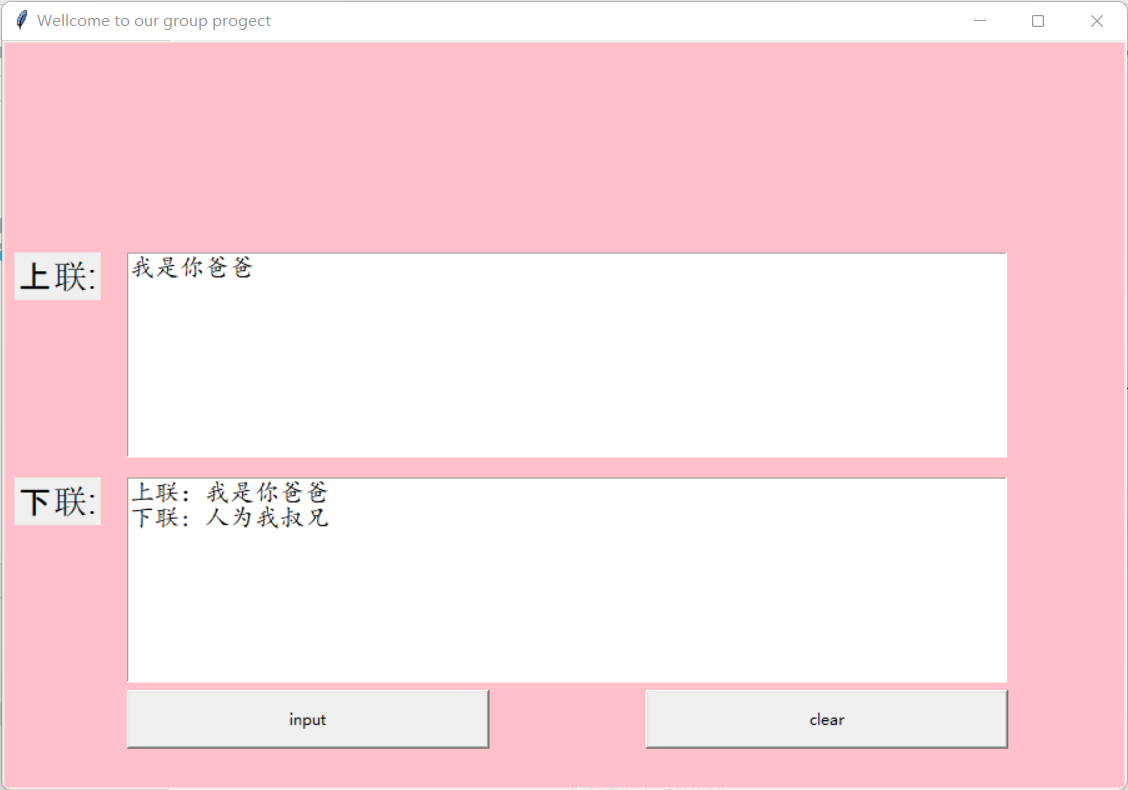 Wellcome to our group progect
上联:
我是你爸爸
下联:
上联：我是你爸爸
下联：人为我叔兄
input
clear